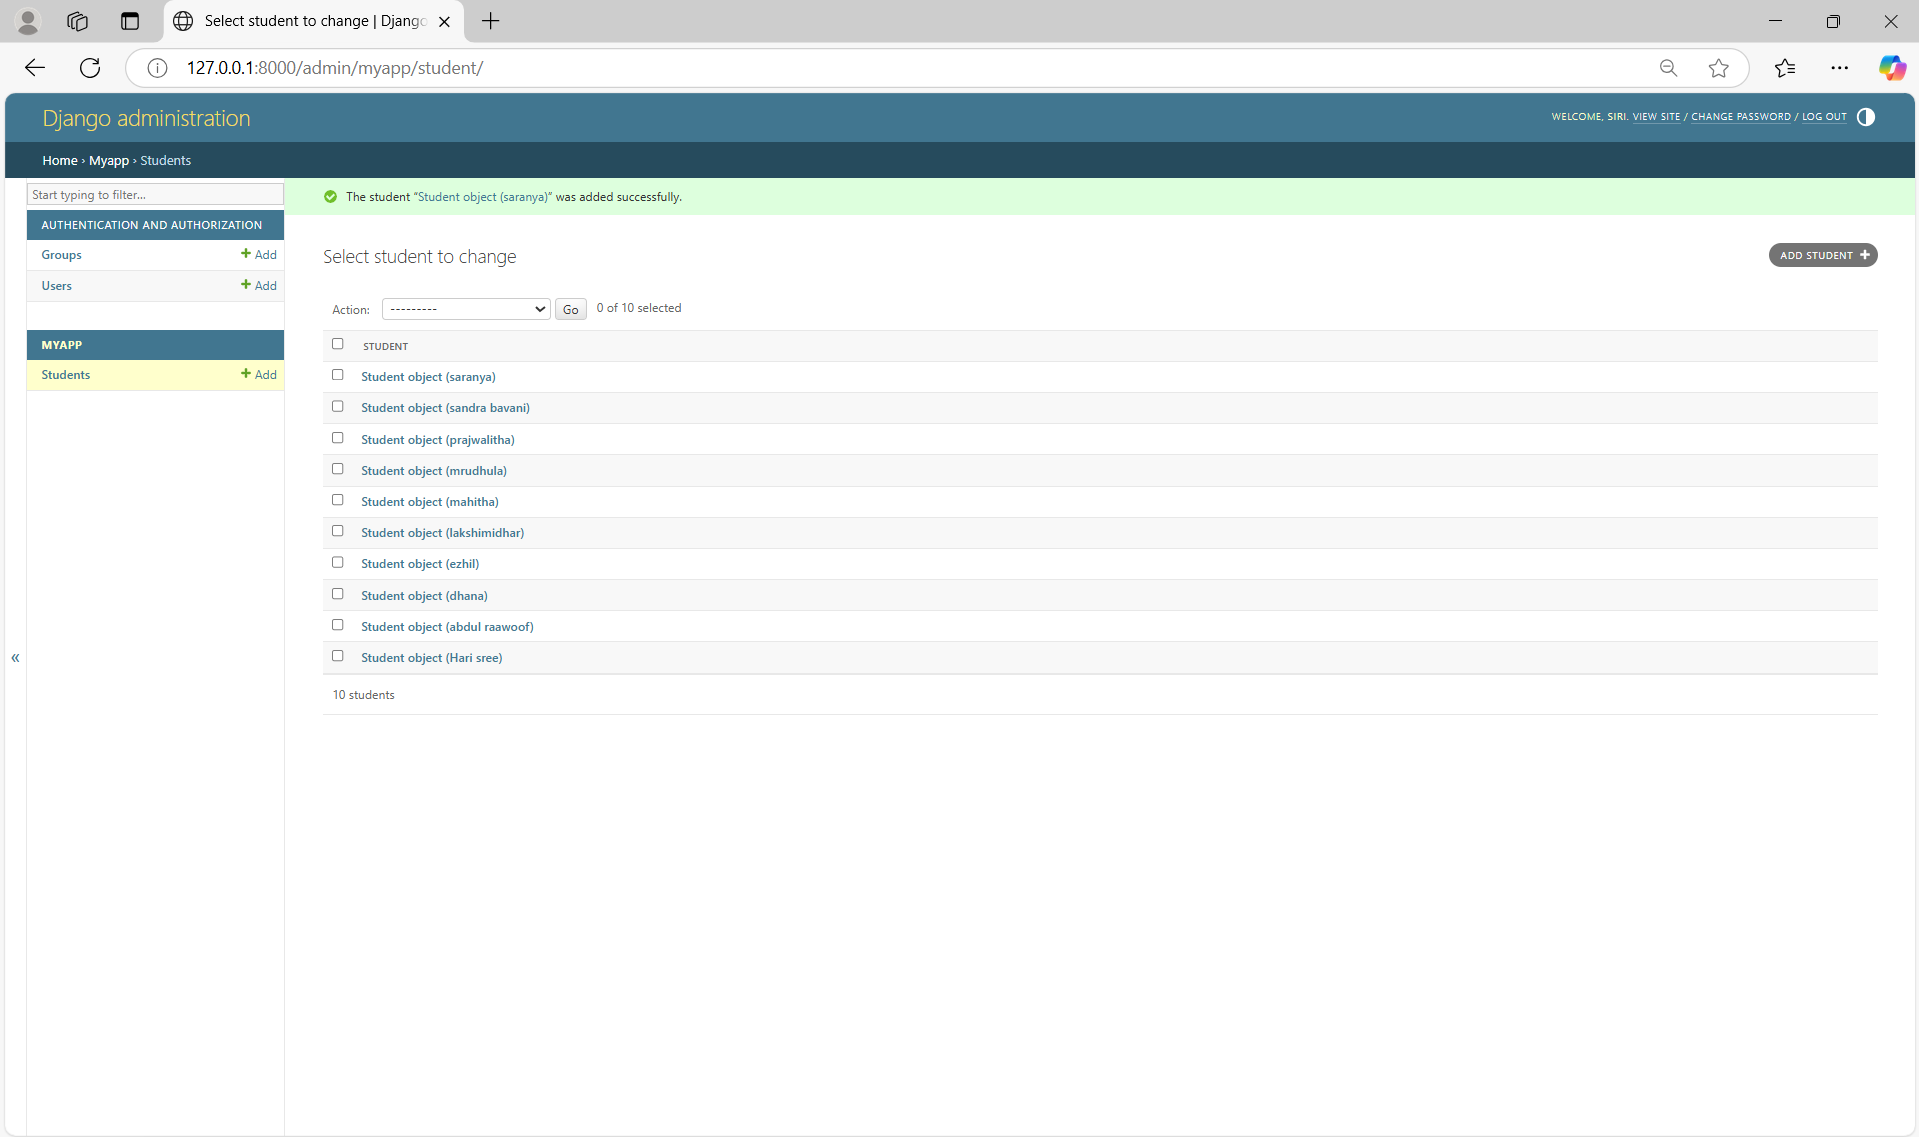 Select student to change | Django
127.0.0.1:8000/admin/myapp/student/
Django administration
WELCOME, SIRI. VIEW SITE / CHANGE PASSWORD / LOG OUT
Home › Myapp › Students
Start typing to filter...
The student “Student object (saranya)” was added successfully.
AUTHENTICATION AND AUTHORIZATION
Groups + Add
Users + Add
MYAPP
Students + Add
Select student to change
ADD STUDENT +
Action: --------- Go 0 of 10 selected
STUDENT
Student object (saranya)
Student object (sandra bavani)
Student object (prajwalitha)
Student object (mrudhula)
Student object (mahitha)
Student object (lakshimidhar)
Student object (ezhil)
Student object (dhana)
Student object (abdul raawoof)
Student object (Hari sree)
10 students
«